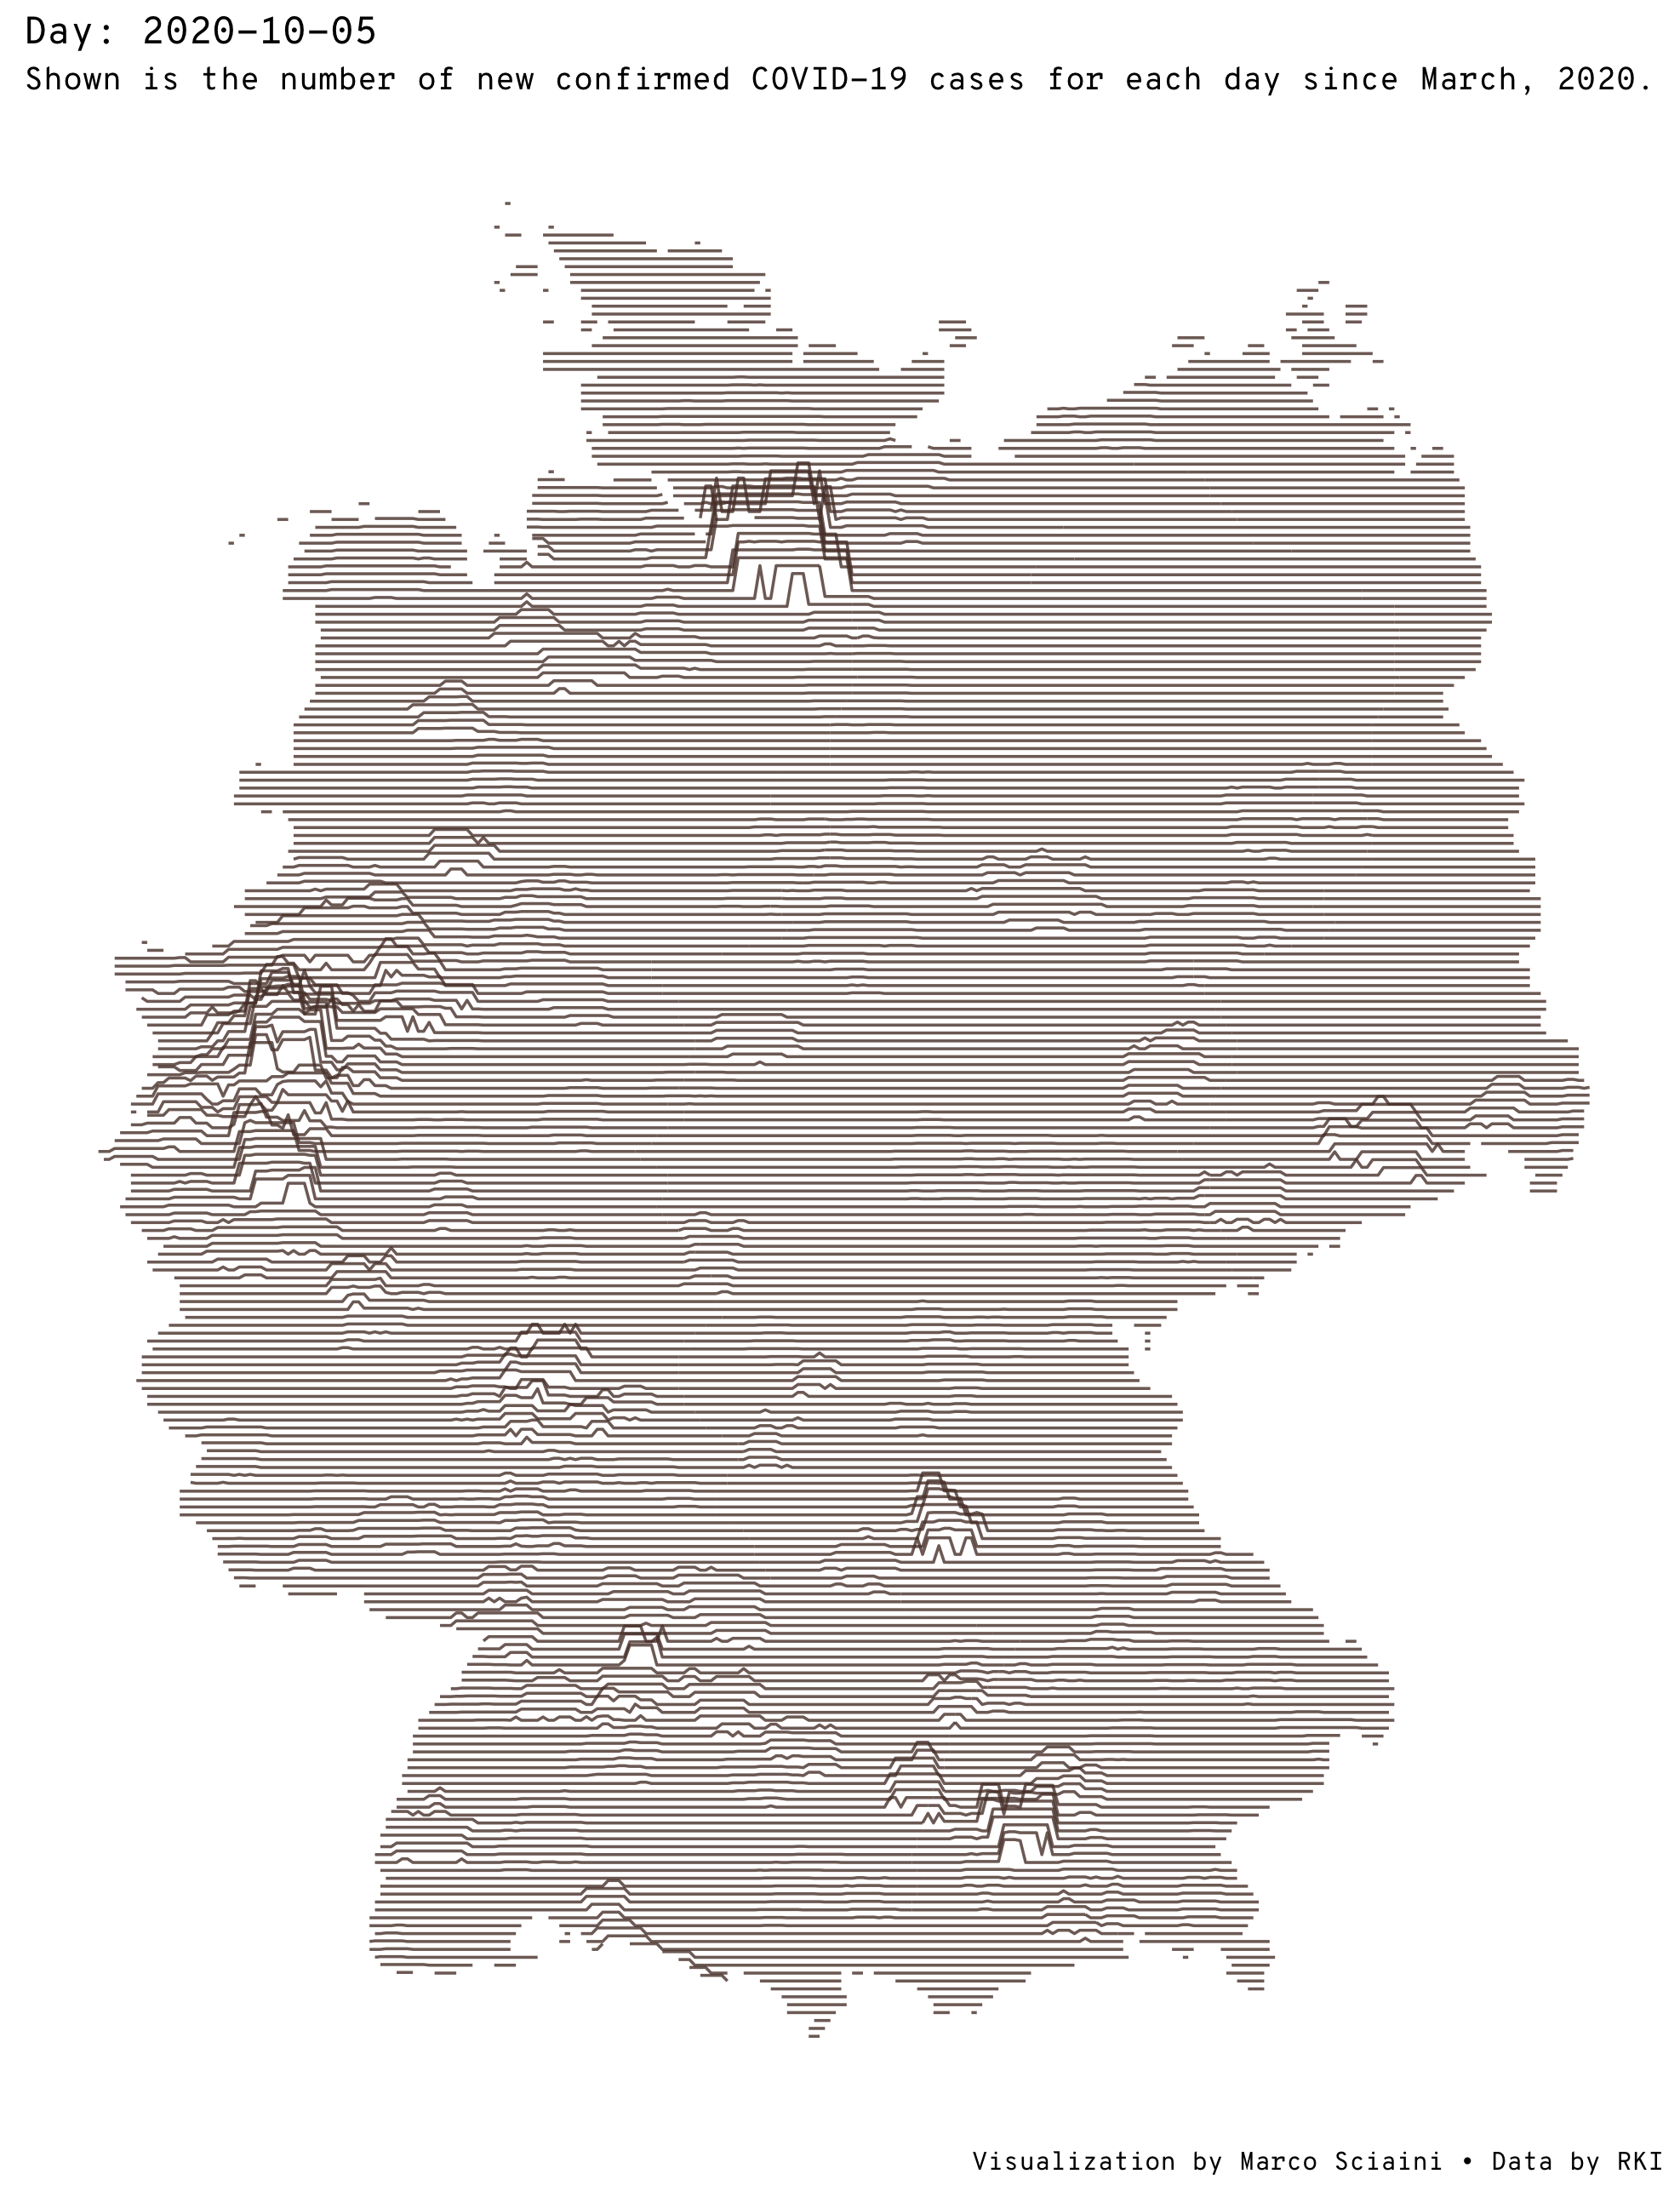 Day: 2020-10-05
Shown is the number of new confirmed COVID-19 cases for each day since March, 2020.
Visualization by Marco Sciaini • Data by RKI